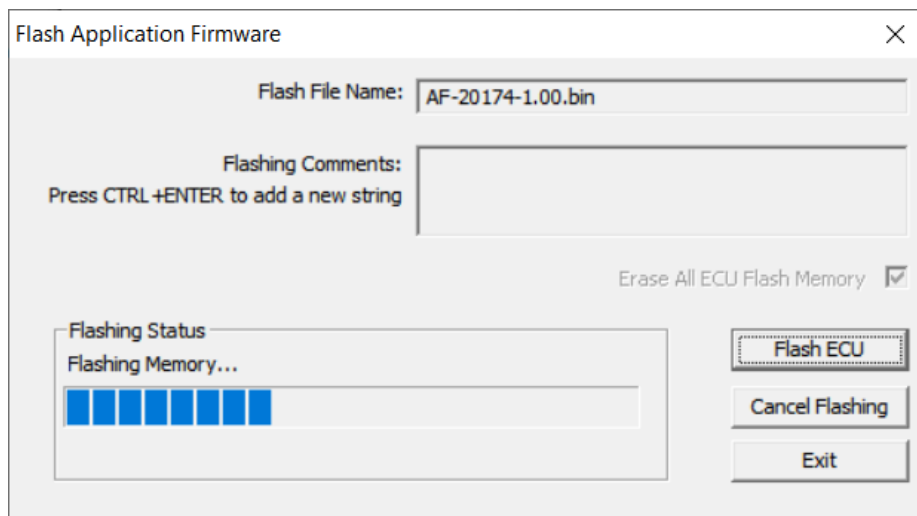 Flash Application Firmware
Flash File Name: AF-20174-1.00.bin
Flashing Comments:
Press CTRL+ENTER to add a new string
Erase All ECU Flash Memory
Flashing Status
Flashing Memory...
Flash ECU
Cancel Flashing
Exit